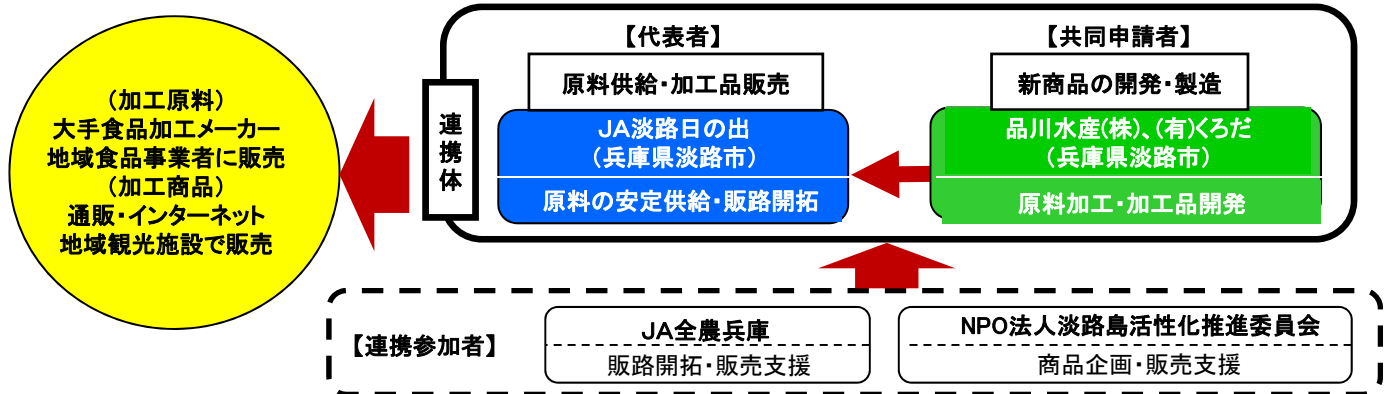 (加工原料)
大手食品加工メーカー
地域食品事業者に販売
(加工商品)
通販・インターネット
地域観光施設で販売
連携体
【代表者】
原料供給・加工品販売
JA淡路日の出
(兵庫県淡路市)
原料の安定供給・販路開拓
【共同申請者】
新商品の開発・製造
品川水産(株)、(有)くろだ
(兵庫県淡路市)
原料加工・加工品開発
【連携参加者】
JA全農兵庫
販路開拓・販売支援
NPO法人淡路島活性化推進委員会
商品企画・販売支援